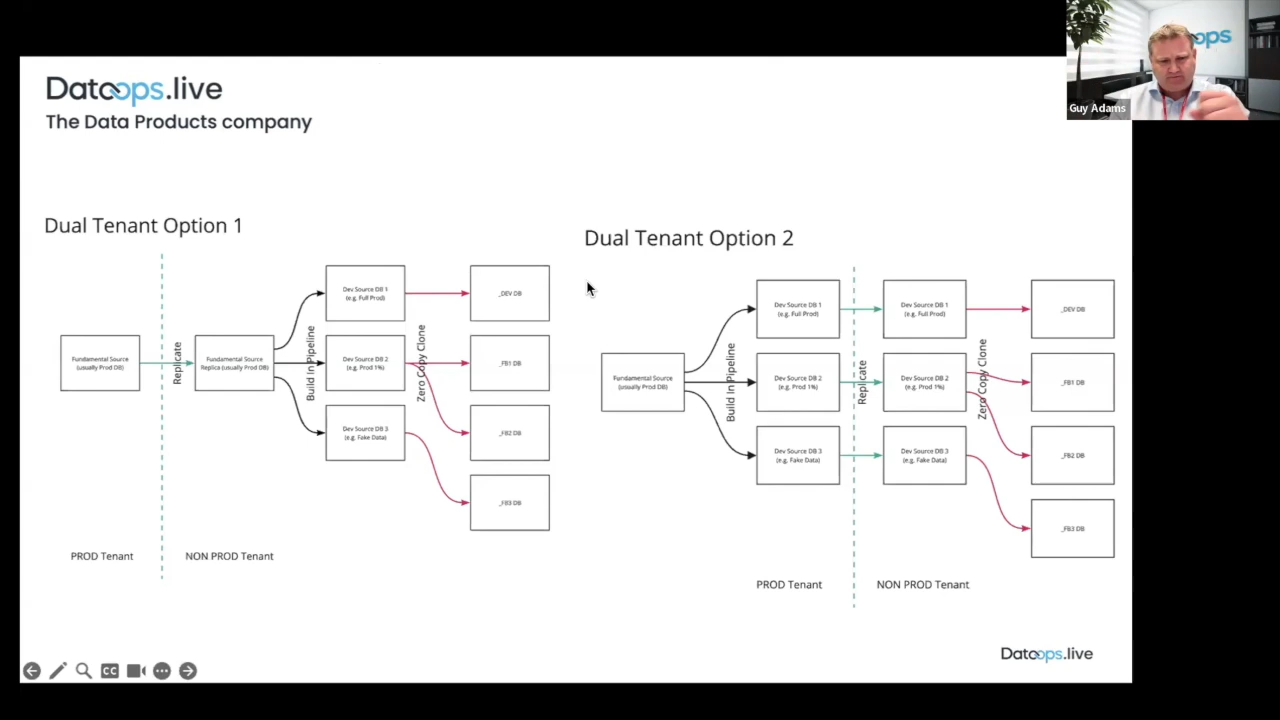 Dataops.live
The Data Products company
ops
Guy Adams
Dual Tenant Option 1
Fundamental Source
(usually Prod DB)
Replicate
Fundamental Source
Replica (usually Prod DB)
Build In Pipeline
Dev Source DB 1
(e.g. Full Prod)
Dev Source DB 2
(e.g. Prod 1%)
Dev Source DB 3
(e.g. Fake Data)
Zero Copy Clone
_DEV DB
_FB1 DB
_FB2 DB
_FB3 DB
PROD Tenant
NON PROD Tenant
Dual Tenant Option 2
Fundamental Source
(usually Prod DB)
Build In Pipeline
Dev Source DB 1
(e.g. Full Prod)
Dev Source DB 2
(e.g. Prod 1%)
Dev Source DB 3
(e.g. Fake Data)
Replicate
Dev Source DB 1
(e.g. Full Prod)
Dev Source DB 2
(e.g. Prod 1%)
Dev Source DB 3
(e.g. Fake Data)
Zero Copy Clone
_DEV DB
_FB1 DB
_FB2 DB
_FB3 DB
PROD Tenant
NON PROD Tenant
Dataops.live
CC